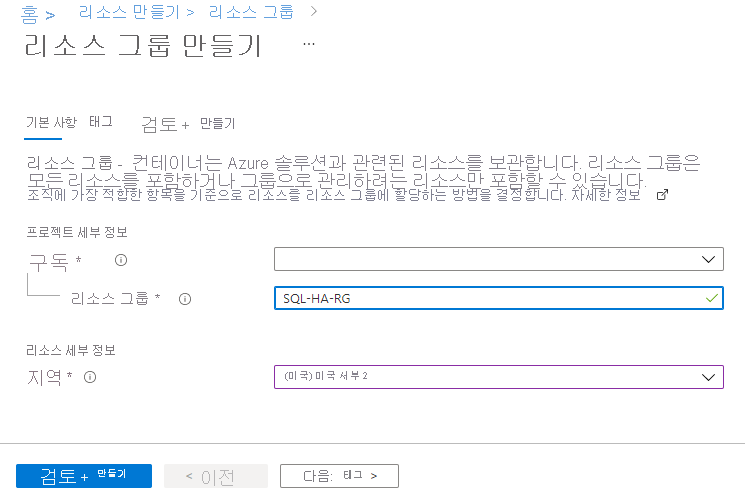 홈 > 리소스 만들기 > 리소스 그룹 >
리소스 그룹 만들기 ...
기본 사항 태그 검토 + 만들기
리소스 그룹 - 컨테이너는 Azure 솔루션과 관련된 리소스를 보관합니다. 리소스 그룹은
모든 리소스를 포함하거나 그룹으로 관리하려는 리소스만 포함할 수 있습니다.
조직에 가장 적합한 항목을 기준으로 리소스를 리소스 그룹에 할당하는 방법을 결정합니다. 자세한 정보
프로젝트 세부 정보
구독 *
리소스 그룹 * SQL-HA-RG
리소스 세부 정보
지역 * (미국) 미국 서부 2
검토 + 만들기 < 이전 다음: 태그 >